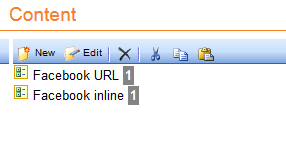 Content
New Edit
Facebook URL 1
Facebook inline 1